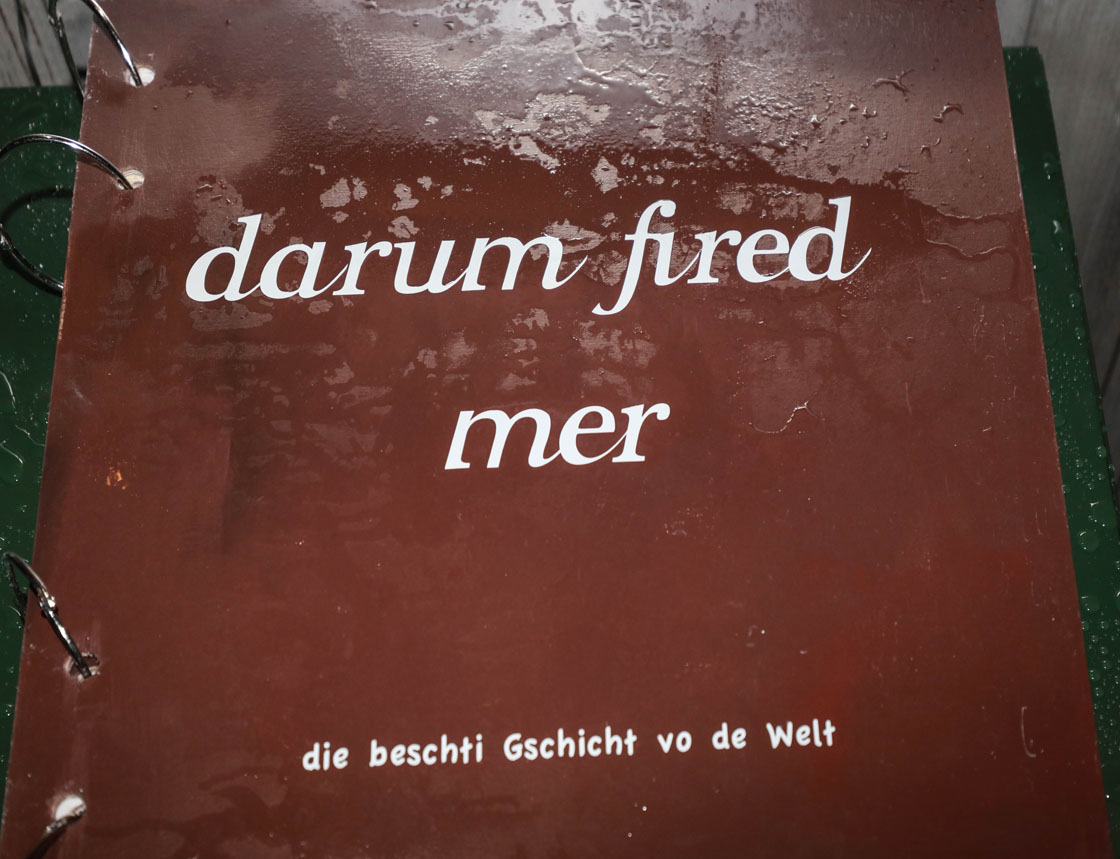 darum fired
mer
die beschti Gschicht vo de Welt